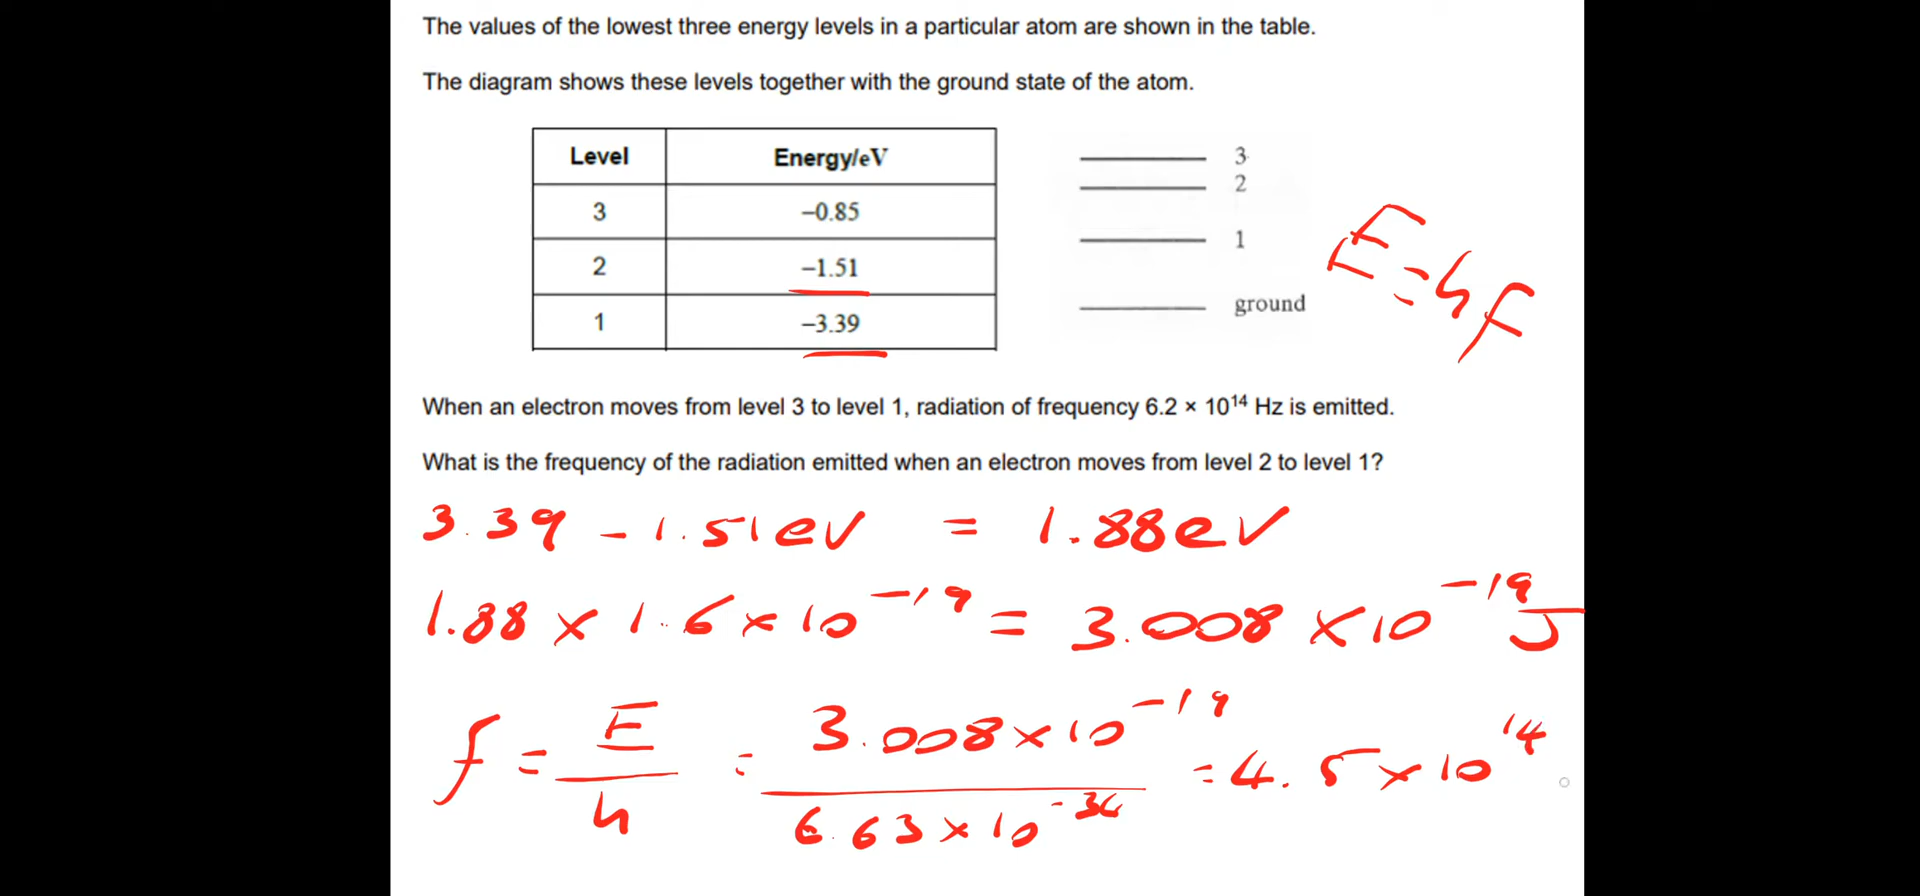 The values of the lowest three energy levels in a particular atom are shown in the table.
The diagram shows these levels together with the ground state of the atom.
Level Energy/eV
3 –0.85
2 –1.51
1 –3.39
3
2
1
ground
E=hf
When an electron moves from level 3 to level 1, radiation of frequency 6.2 × 10¹⁴ Hz is emitted.
What is the frequency of the radiation emitted when an electron moves from level 2 to level 1?
3.39 - 1.51eV = 1.88eV
1.88 × 1.6×10⁻¹⁹ = 3.008 ×10⁻¹⁹J
f = E/h = 3.008×10⁻¹⁹/6.63×10⁻³⁴ = 4.5×10¹⁴